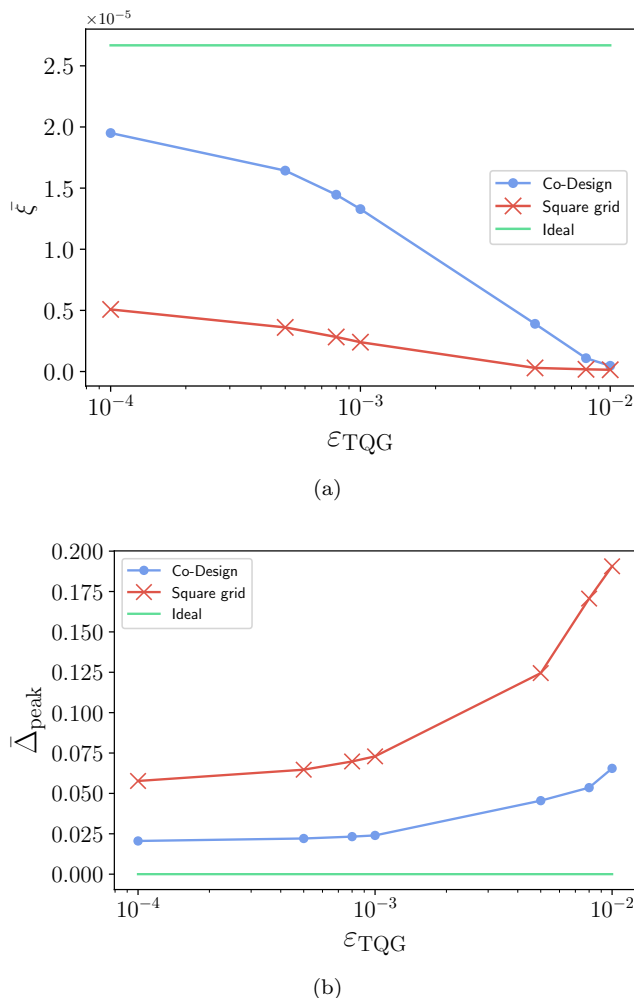 ×10⁻⁵
2.5
2.0
1.5
1.0
0.5
0.0
ξ̄
Co-Design
Square grid
Ideal
10⁻⁴
10⁻³
10⁻²
ε_TQG
(a)
0.200
0.175
0.150
0.125
0.100
0.075
0.050
0.025
0.000
Δ̄_peak
Co-Design
Square grid
Ideal
10⁻⁴
10⁻³
10⁻²
ε_TQG
(b)